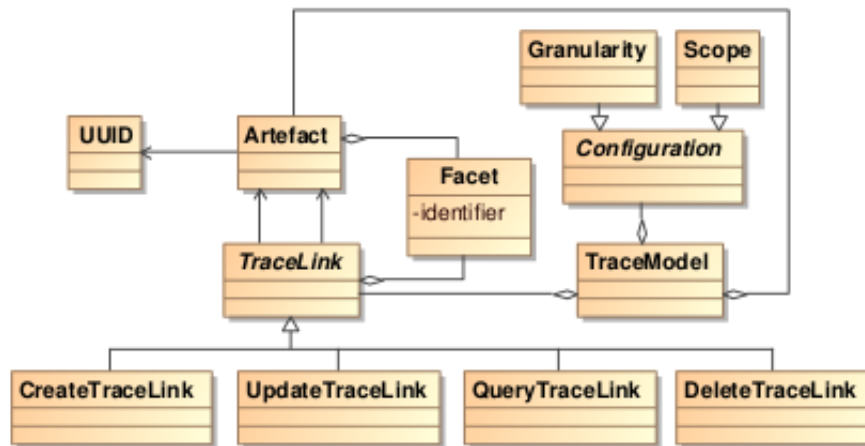 Granularity
Scope
UUID
Artefact
Configuration
Facet
-identifier
TraceLink
TraceModel
CreateTraceLink
UpdateTraceLink
QueryTraceLink
DeleteTraceLink